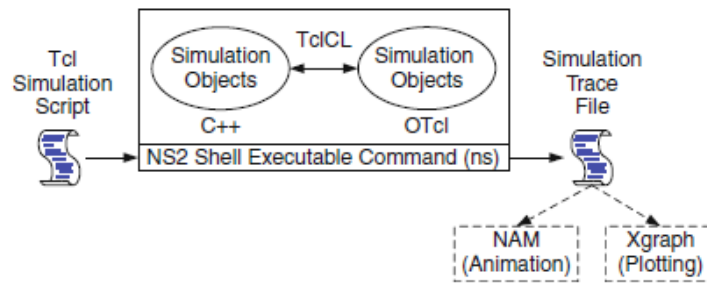 Tcl
Simulation
Script
Simulation
Objects
TclCL
Simulation
Objects
C++
OTcl
NS2 Shell Executable Command (ns)
Simulation
Trace
File
NAM
(Animation)
Xgraph
(Plotting)